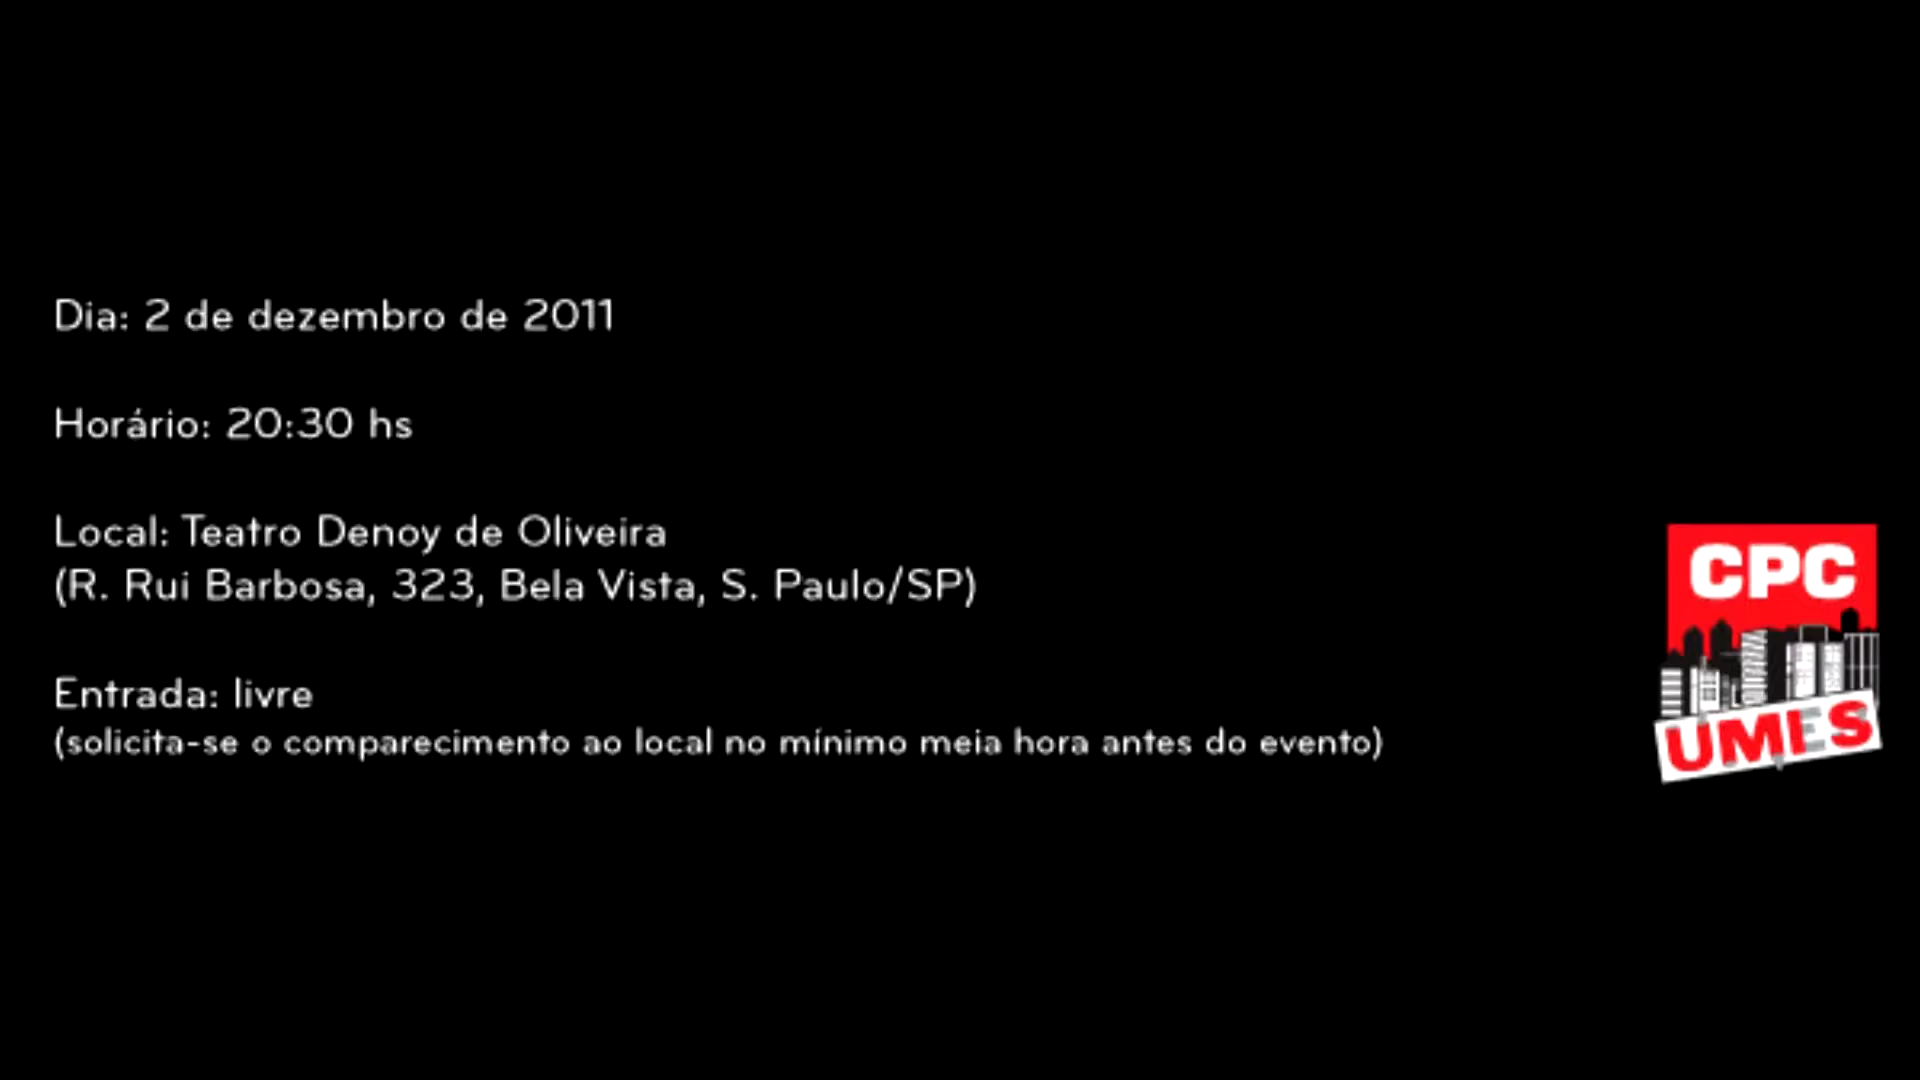 Dia: 2 de dezembro de 2011
Horário: 20:30 hs
Local: Teatro Denoy de Oliveira
(R. Rui Barbosa, 323, Bela Vista, S. Paulo/SP)
Entrada: livre
(solicita-se o comparecimento ao local no mínimo meia hora antes do evento)
CPC
UMES